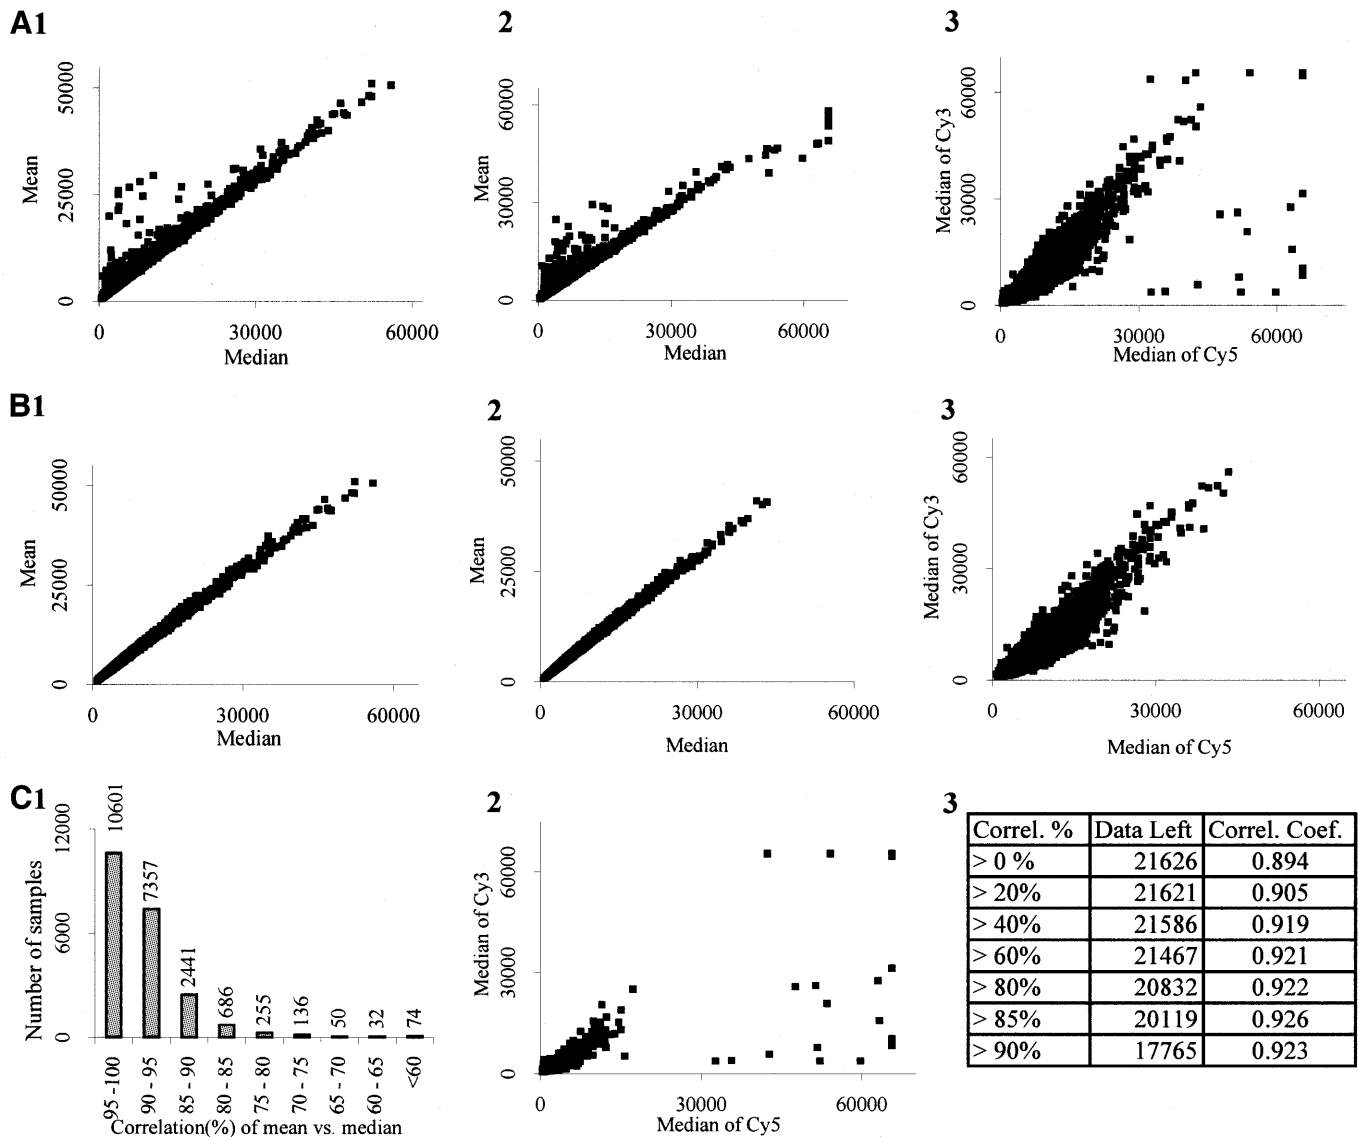 A1
2
3
50000
25000
0
Mean
0 30000 60000
Median
60000
30000
0
Mean
0 30000 60000
Median
60000
30000
0
Median of Cy3
0 30000 60000
Median of Cy5
B1
2
3
50000
25000
0
Mean
0 30000 60000
Median
50000
25000
0
Mean
0 30000 60000
Median
60000
30000
0
Median of Cy3
0 30000 60000
Median of Cy5
C1
2
3
12000
6000
0
Number of samples
10601
7357
2441
686
255
136
50
32
74
95 -100
90 - 95
85 - 90
80 - 85
75 - 80
70 - 75
65 - 70
60 - 65
<60
Correlation(%) of mean vs. median
60000
30000
0
Median of Cy3
0 30000 60000
Median of Cy5
Correl. % Data Left Correl. Coef.
> 0 % 21626 0.894
> 20% 21621 0.905
> 40% 21586 0.919
> 60% 21467 0.921
> 80% 20832 0.922
> 85% 20119 0.926
> 90% 17765 0.923